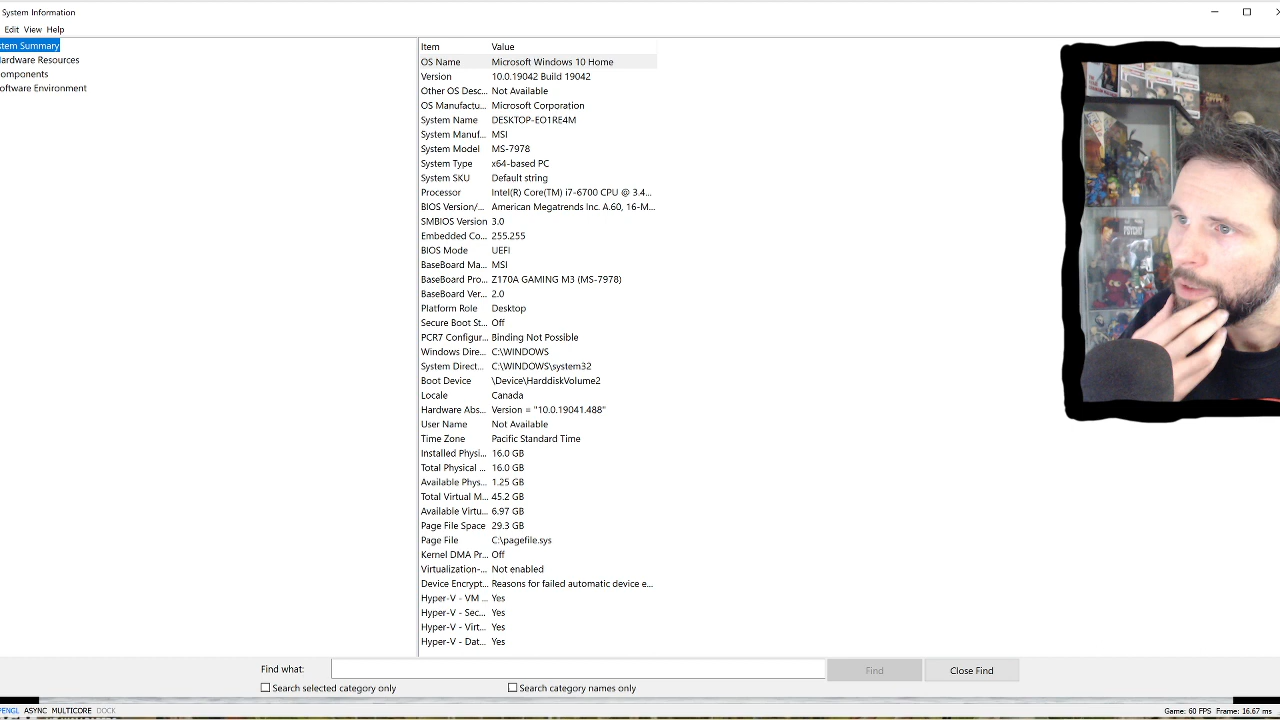 System Information
Edit View Help
stem Summary
ardware Resources
omponents
oftware Environment
Item Value
OS Name Microsoft Windows 10 Home
Version 10.0.19042 Build 19042
Other OS Desc... Not Available
OS Manufactu... Microsoft Corporation
System Name DESKTOP-EO1RE4M
System Manuf... MSI
System Model MS-7978
System Type x64-based PC
System SKU Default string
Processor Intel(R) Core(TM) i7-6700 CPU @ 3.4...
BIOS Version/... American Megatrends Inc. A.60, 16-M...
SMBIOS Version 3.0
Embedded Co... 255.255
BIOS Mode UEFI
BaseBoard Ma... MSI
BaseBoard Pro... Z170A GAMING M3 (MS-7978)
BaseBoard Ver... 2.0
Platform Role Desktop
Secure Boot St... Off
PCR7 Configur... Binding Not Possible
Windows Dire... C:\WINDOWS
System Direct... C:\WINDOWS\system32
Boot Device \Device\HarddiskVolume2
Locale Canada
Hardware Abs... Version = "10.0.19041.488"
User Name Not Available
Time Zone Pacific Standard Time
Installed Physi... 16.0 GB
Total Physical ... 16.0 GB
Available Phys... 1.25 GB
Total Virtual M... 45.2 GB
Available Virtu... 6.97 GB
Page File Space 29.3 GB
Page File C:\pagefile.sys
Kernel DMA Pr... Off
Virtualization-... Not enabled
Device Encrypt... Reasons for failed automatic device e...
Hyper-V - VM ... Yes
Hyper-V - Sec... Yes
Hyper-V - Virt... Yes
Hyper-V - Dat... Yes
Find what: Find Close Find
Search selected category only Search category names only
ENGL ASYNC MULTICORE DOCK Game: 60 FPS Frame: 16.67 ms
PSYCHO